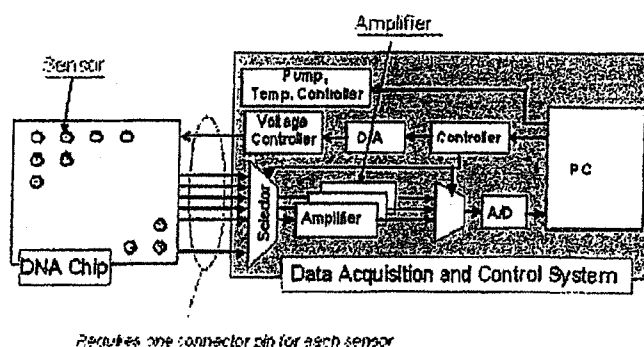 Amplifier
Sensor
Pump,
Temp. Controller
Voltage
Controller
D/A
Controller
PC
Selector
Amplifier
A/D
DNA Chip
Data Acquisition and Control System
Requires one connector pin for each sensor